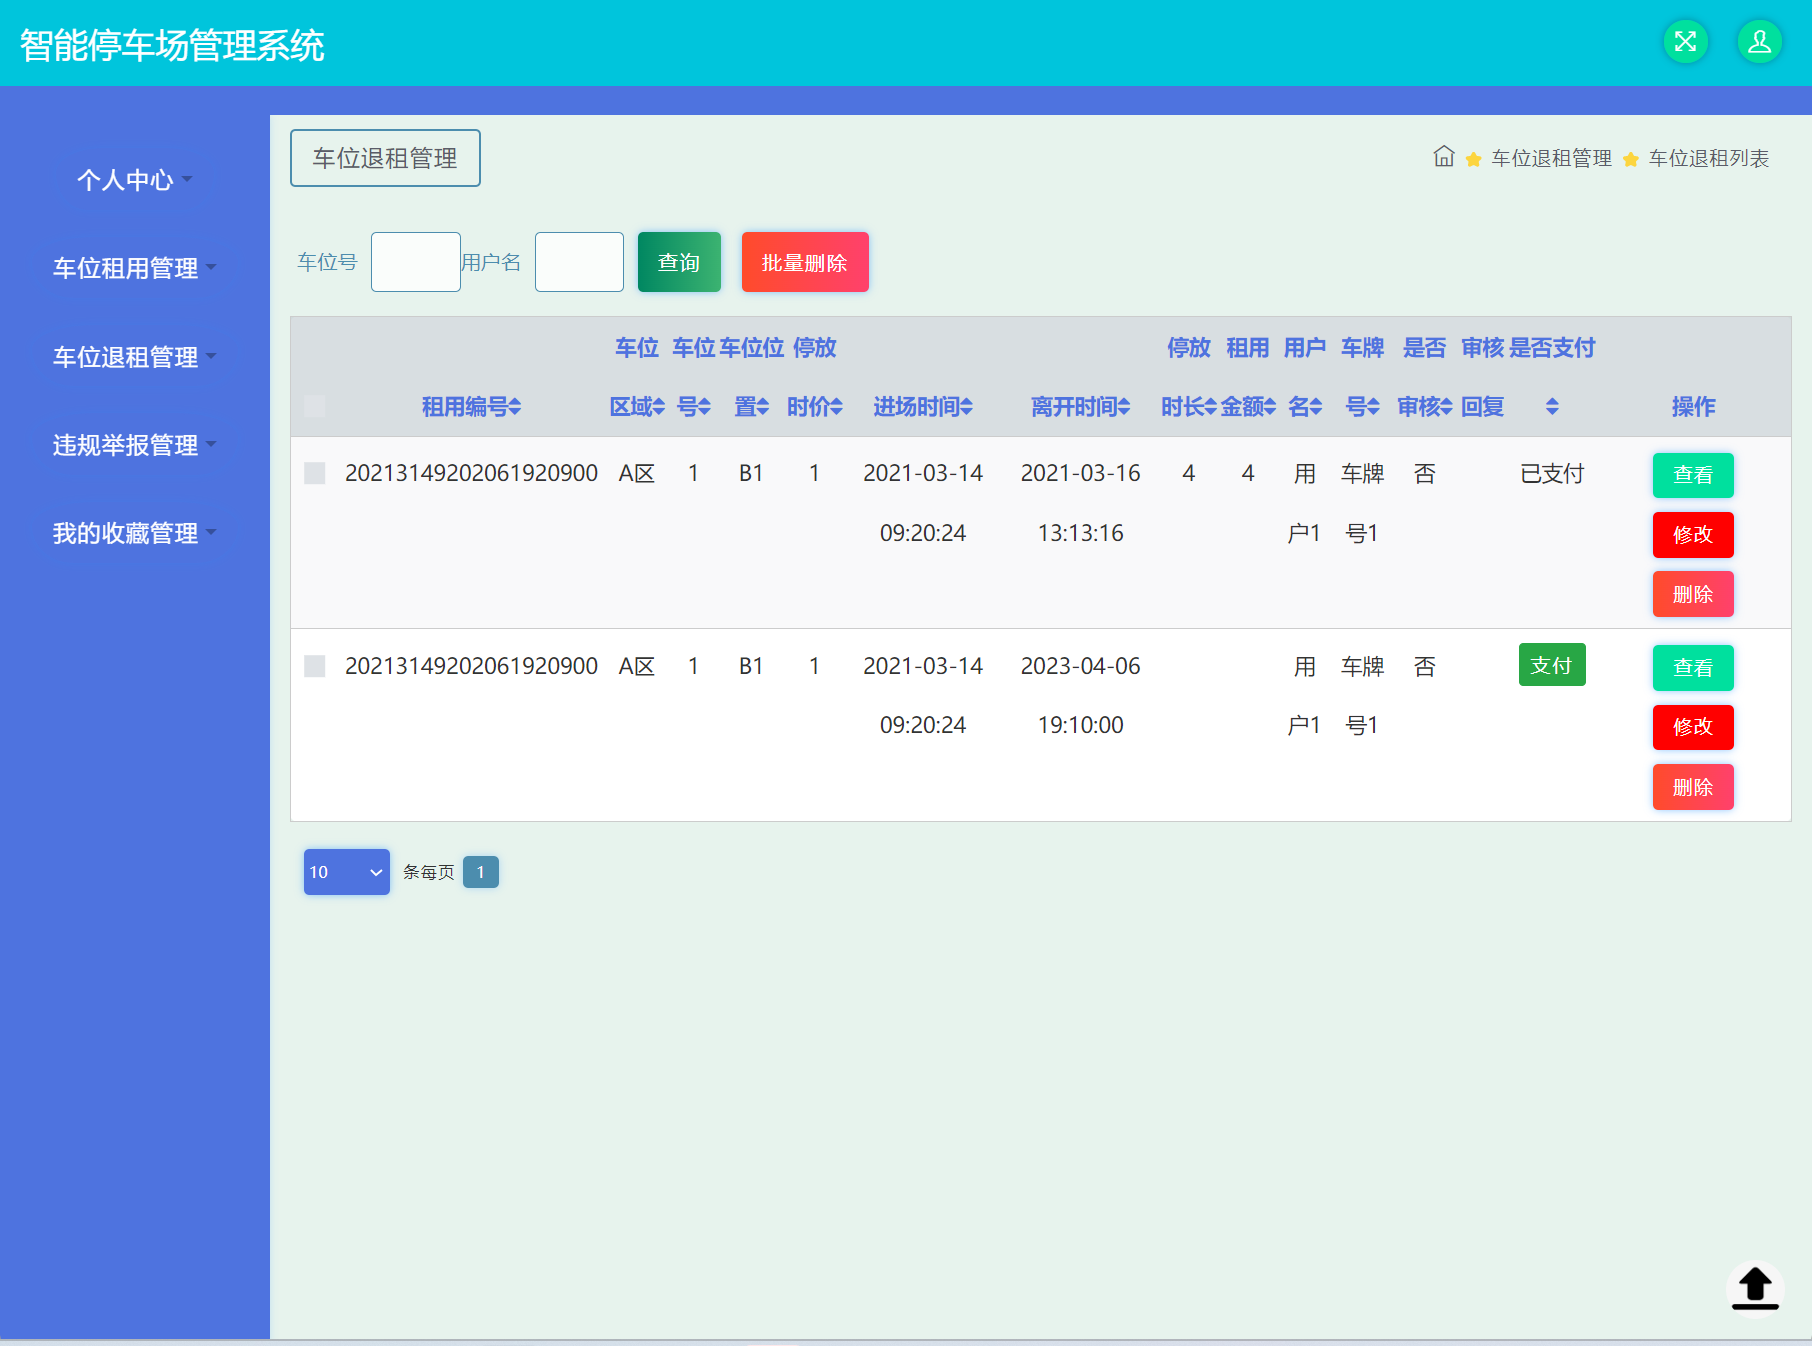 智能停车场管理系统
个人中心
车位租用管理
车位退租管理
违规举报管理
我的收藏管理
车位退租管理
车位退租管理 车位退租列表
车位号 用户名 查询 批量删除
租用编号 车位区域 车位号 车位位置 停放时价 进场时间 离开时间 停放时长 租用金额 用户名 车牌号 是否审核 审核回复 是否支付 操作
20213149202061920900 A区 1 B1 1 2021-03-14 2021-03-16 4 4 用 车牌 否 已支付 查看
09:20:24 13:13:16 户1 号1 修改
删除
20213149202061920900 A区 1 B1 1 2021-03-14 2023-04-06 用 车牌 否 支付 查看
09:20:24 19:10:00 户1 号1 修改
删除
10 条每页 1